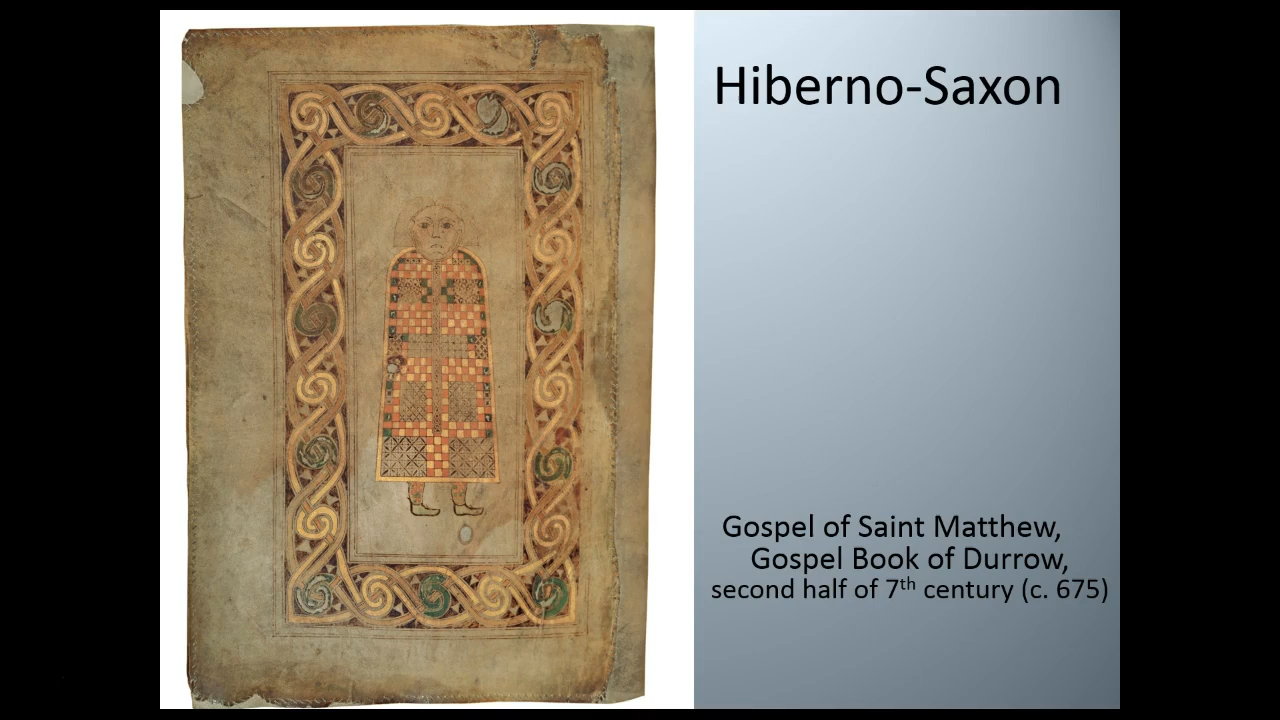 Hiberno-Saxon
Gospel of Saint Matthew,
Gospel Book of Durrow,
second half of 7th century (c. 675)